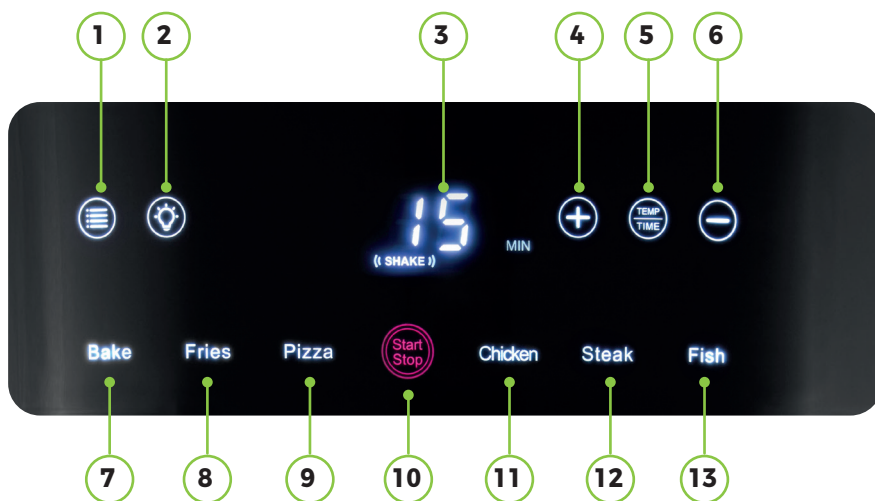 1 2 3 4 5 6
TEMP
TIME
15
MIN
(( SHAKE ))
Bake Fries Pizza Start Chicken Steak Fish
Stop
7 8 9 10 11 12 13